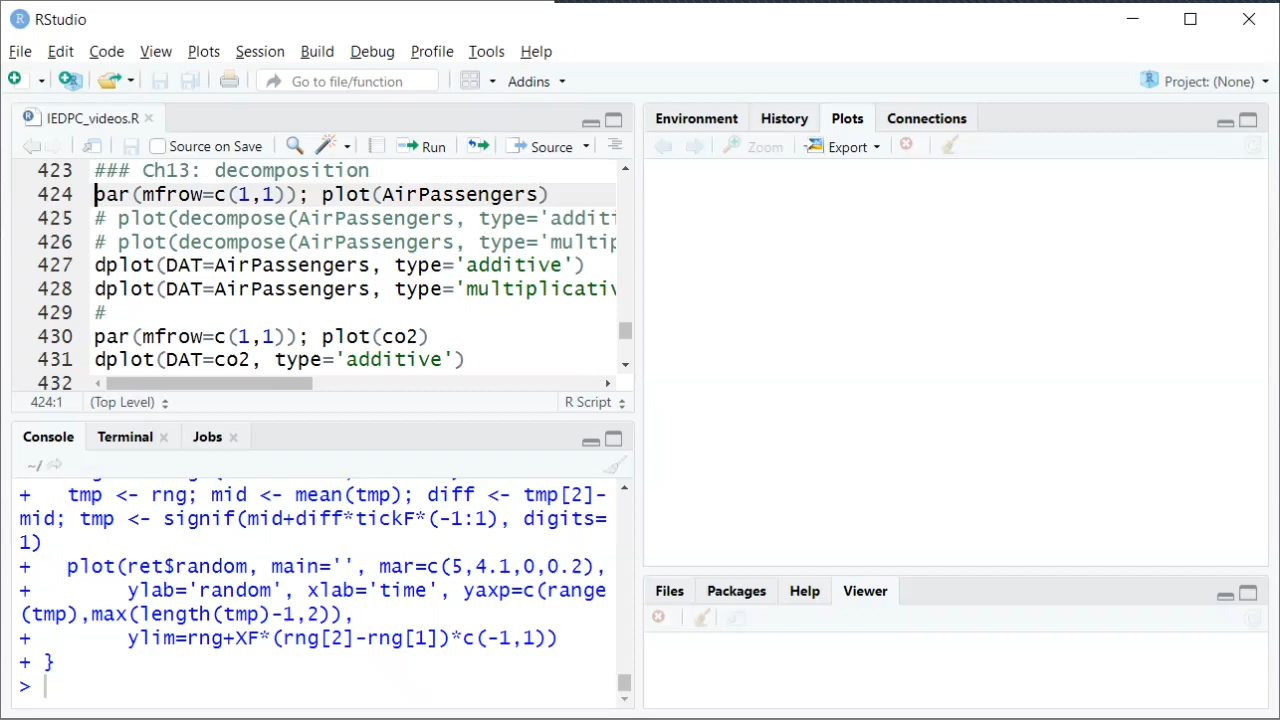 RStudio
File Edit Code View Plots Session Build Debug Profile Tools Help
Go to file/function Addins Project: (None)
IEDPC_videos.R
Source on Save Run Source
423 ### Ch13: decomposition
424 par(mfrow=c(1,1)); plot(AirPassengers)
425 # plot(decompose(AirPassengers, type='additi
426 # plot(decompose(AirPassengers, type='multip
427 dplot(DAT=AirPassengers, type='additive')
428 dplot(DAT=AirPassengers, type='multiplicativ
429 #
430 par(mfrow=c(1,1)); plot(co2)
431 dplot(DAT=co2, type='additive')
432
424:1 (Top Level) R Script
Console Terminal Jobs
~/
+ tmp <- rng; mid <- mean(tmp); diff <- tmp[2]-
mid; tmp <- signif(mid+diff*tickF*(-1:1), digits=
1)
+ plot(ret$random, main='', mar=c(5,4.1,0,0.2),
+ ylab='random', xlab='time', yaxp=c(range
(tmp),max(length(tmp)-1,2)),
+ ylim=rng+XF*(rng[2]-rng[1])*c(-1,1))
+ }
>
Environment History Plots Connections
Zoom Export
Files Packages Help Viewer